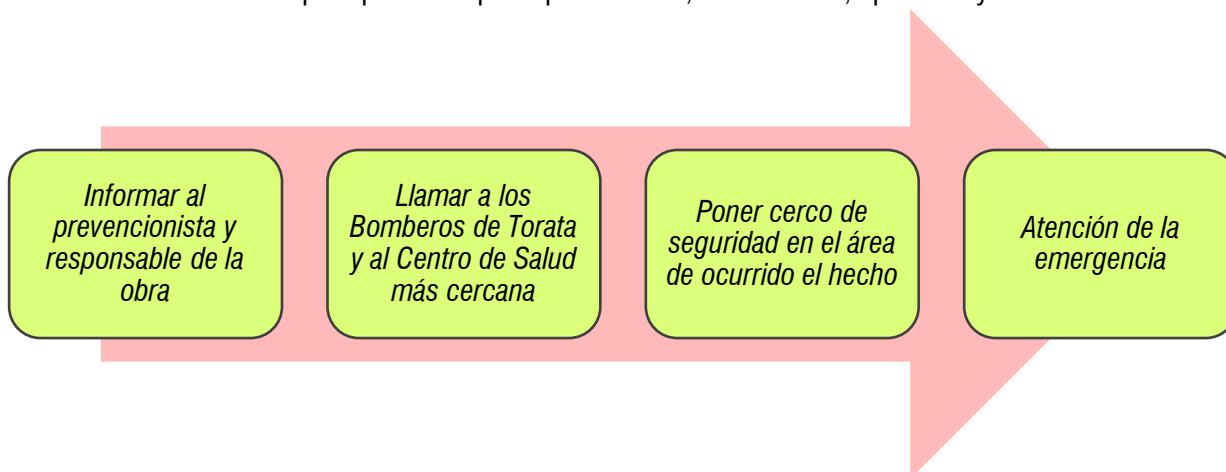 Informar al
prevencionista y
responsable de la
obra
Llamar a los
Bomberos de Torata
y al Centro de Salud
más cercana
Poner cerco de
seguridad en el área
de ocurrido el hecho
Atención de la
emergencia